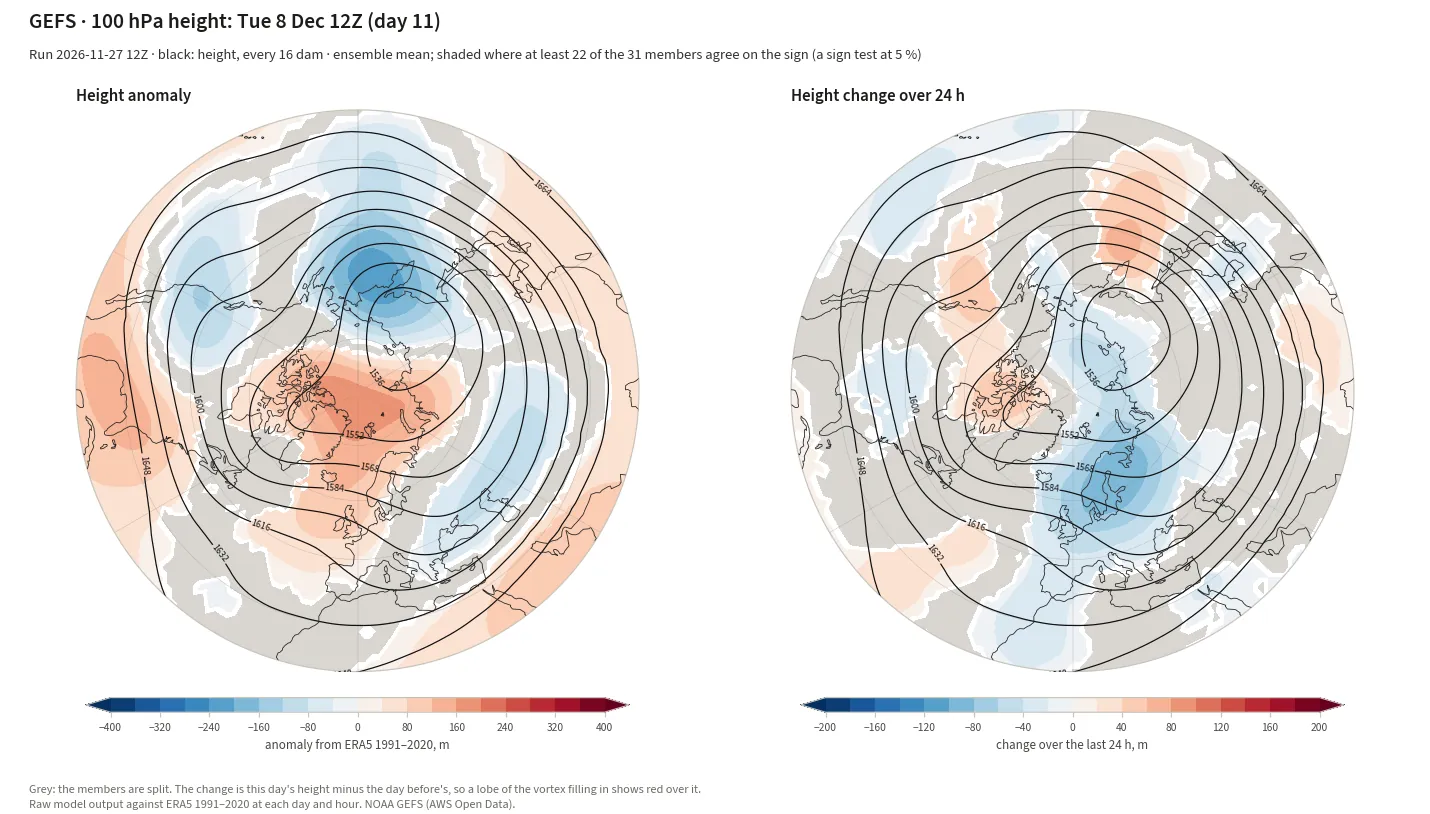 GEFS · 100 hPa height: Tue 8 Dec 12Z (day 11)
Run 2026-11-27 12Z · black: height, every 16 dam · ensemble mean; shaded where at least 22 of the 31 members agree on the sign (a sign test at 5 %)
Height anomaly
Height change over 24 h
1664
1536
1600
1552
1568
1584
1648
1616
1632
1664
1536
1600
1552
1568
1584
1648
1616
1632
−400 −320 −240 −160 −80 0 80 160 240 320 400
anomaly from ERA5 1991–2020, m
−200 −160 −120 −80 −40 0 40 80 120 160 200
change over the last 24 h, m
Grey: the members are split. The change is this day's height minus the day before's, so a lobe of the vortex filling in shows red over it.
Raw model output against ERA5 1991–2020 at each day and hour. NOAA GEFS (AWS Open Data).